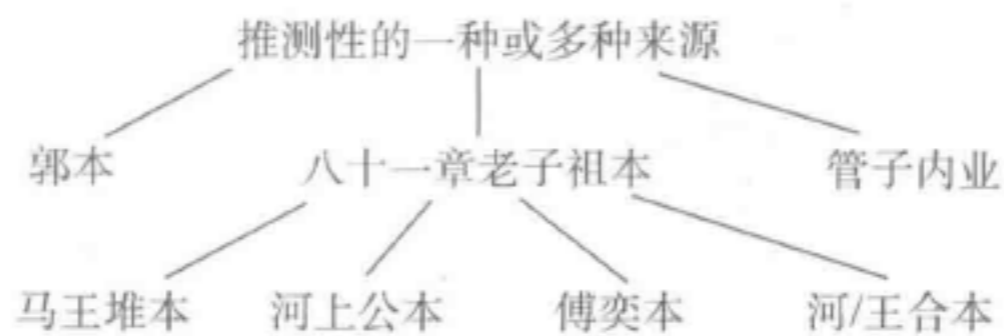 推测性的一种或多种来源
郭本 八十一章老子祖本 管子内业
马王堆本 河上公本 傅奕本 河/王合本